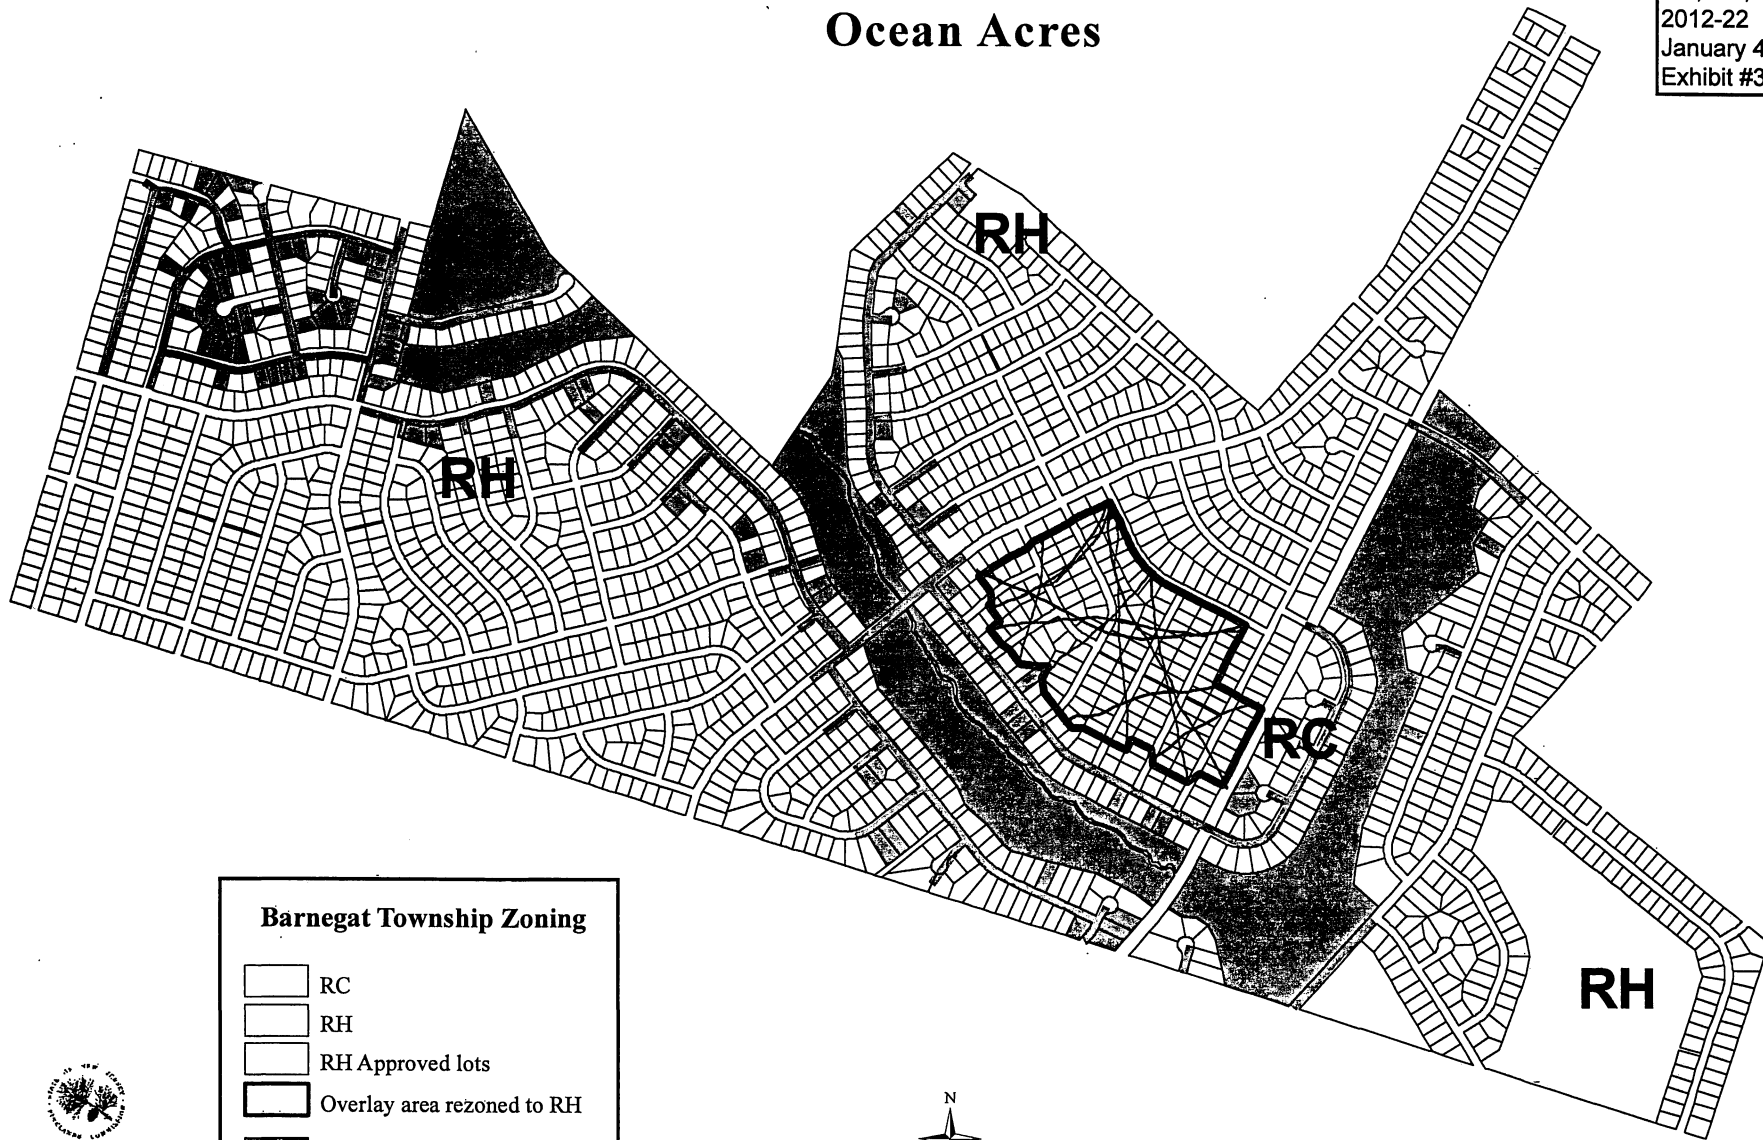 Ocean Acres
2012-22
January 4
Exhibit #3
RH
RH
RC
RH
Barnegat Township Zoning
RC
RH
RH Approved lots
Overlay area rezoned to RH
N